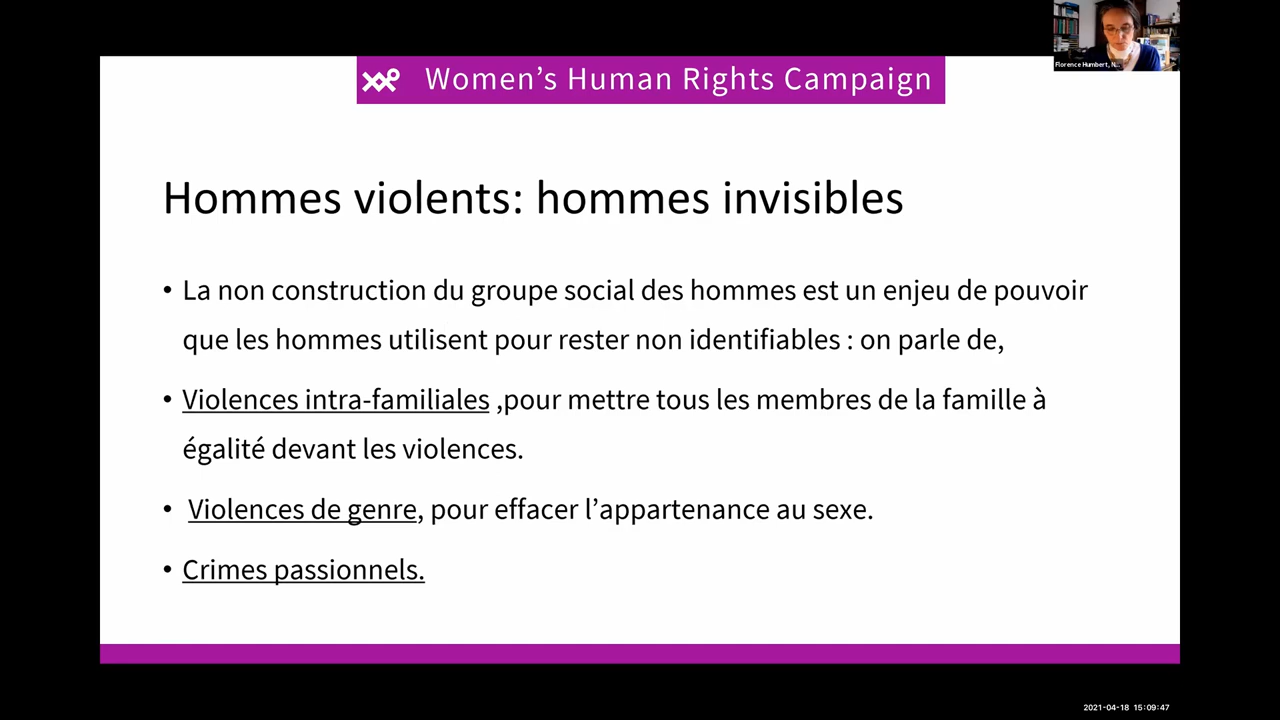 Florence Humbert, N...
Women’s Human Rights Campaign
Hommes violents: hommes invisibles
• La non construction du groupe social des hommes est un enjeu de pouvoir
que les hommes utilisent pour rester non identifiables : on parle de,
• Violences intra-familiales ,pour mettre tous les membres de la famille à
égalité devant les violences.
• Violences de genre, pour effacer l’appartenance au sexe.
• Crimes passionnels.
2021-04-18 15:09:47